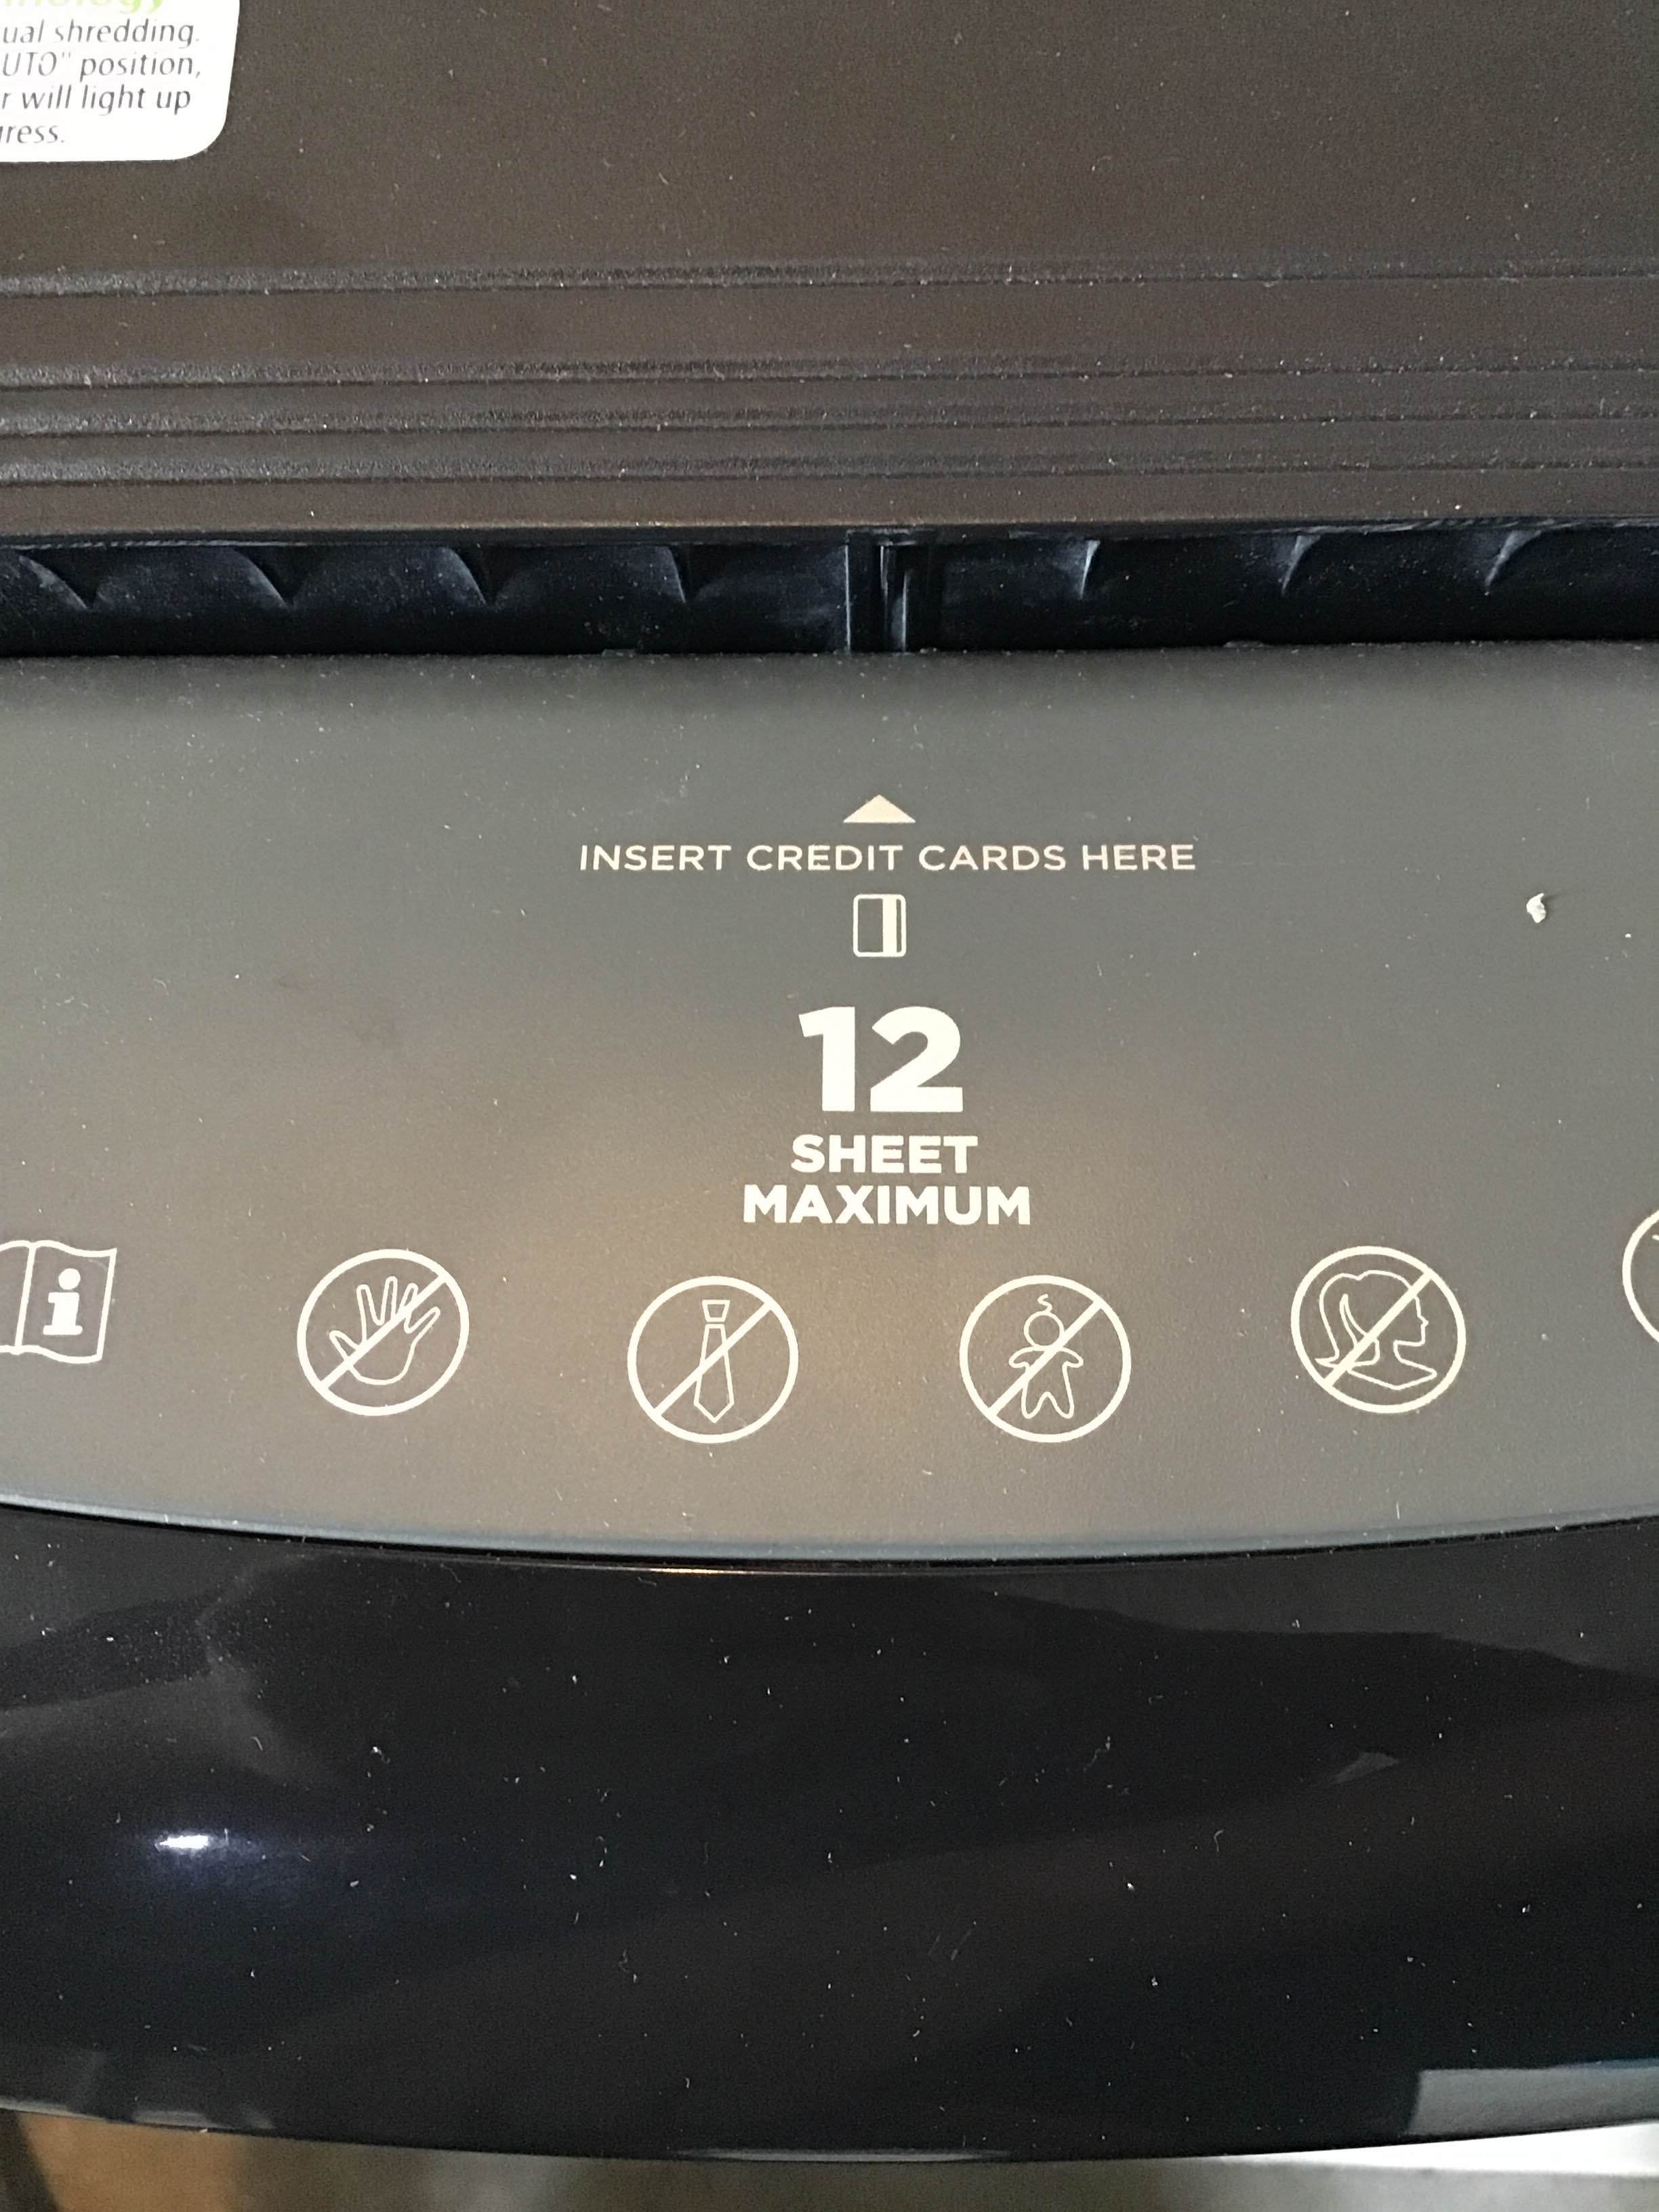 ual shredding.
UTO" position,
r will light up
ress.
INSERT CREDIT CARDS HERE
12
SHEET
MAXIMUM
i